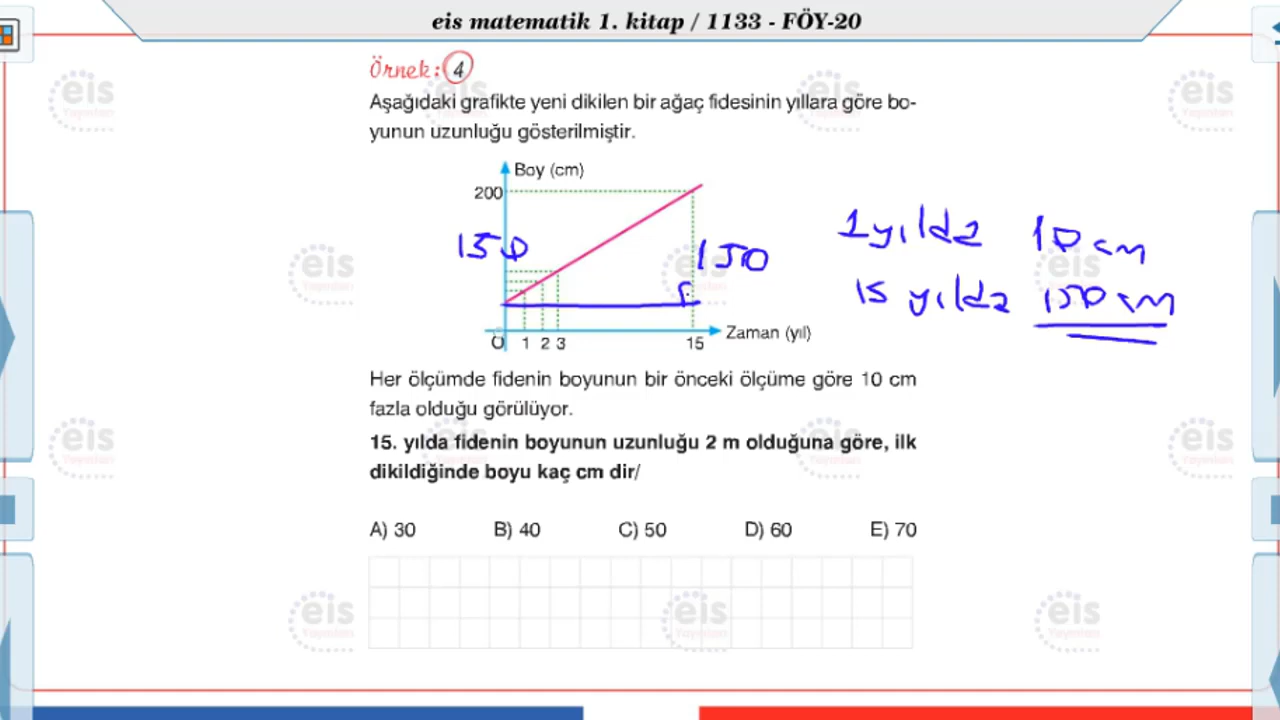 eis matematik 1. kitap / 1133 - FÖY-20
Örnek: 4
Aşağıdaki grafikte yeni dikilen bir ağaç fidesinin yıllara göre bo-
yunun uzunluğu gösterilmiştir.
Boy (cm)
200
150
150
1 yılda 10 cm
15 yılda 150 cm
O 1 2 3 15 Zaman (yıl)
Her ölçümde fidenin boyunun bir önceki ölçüme göre 10 cm
fazla olduğu görülüyor.
15. yılda fidenin boyunun uzunluğu 2 m olduğuna göre, ilk
dikildiğinde boyu kaç cm dir/
A) 30 B) 40 C) 50 D) 60 E) 70
eis Yayınları